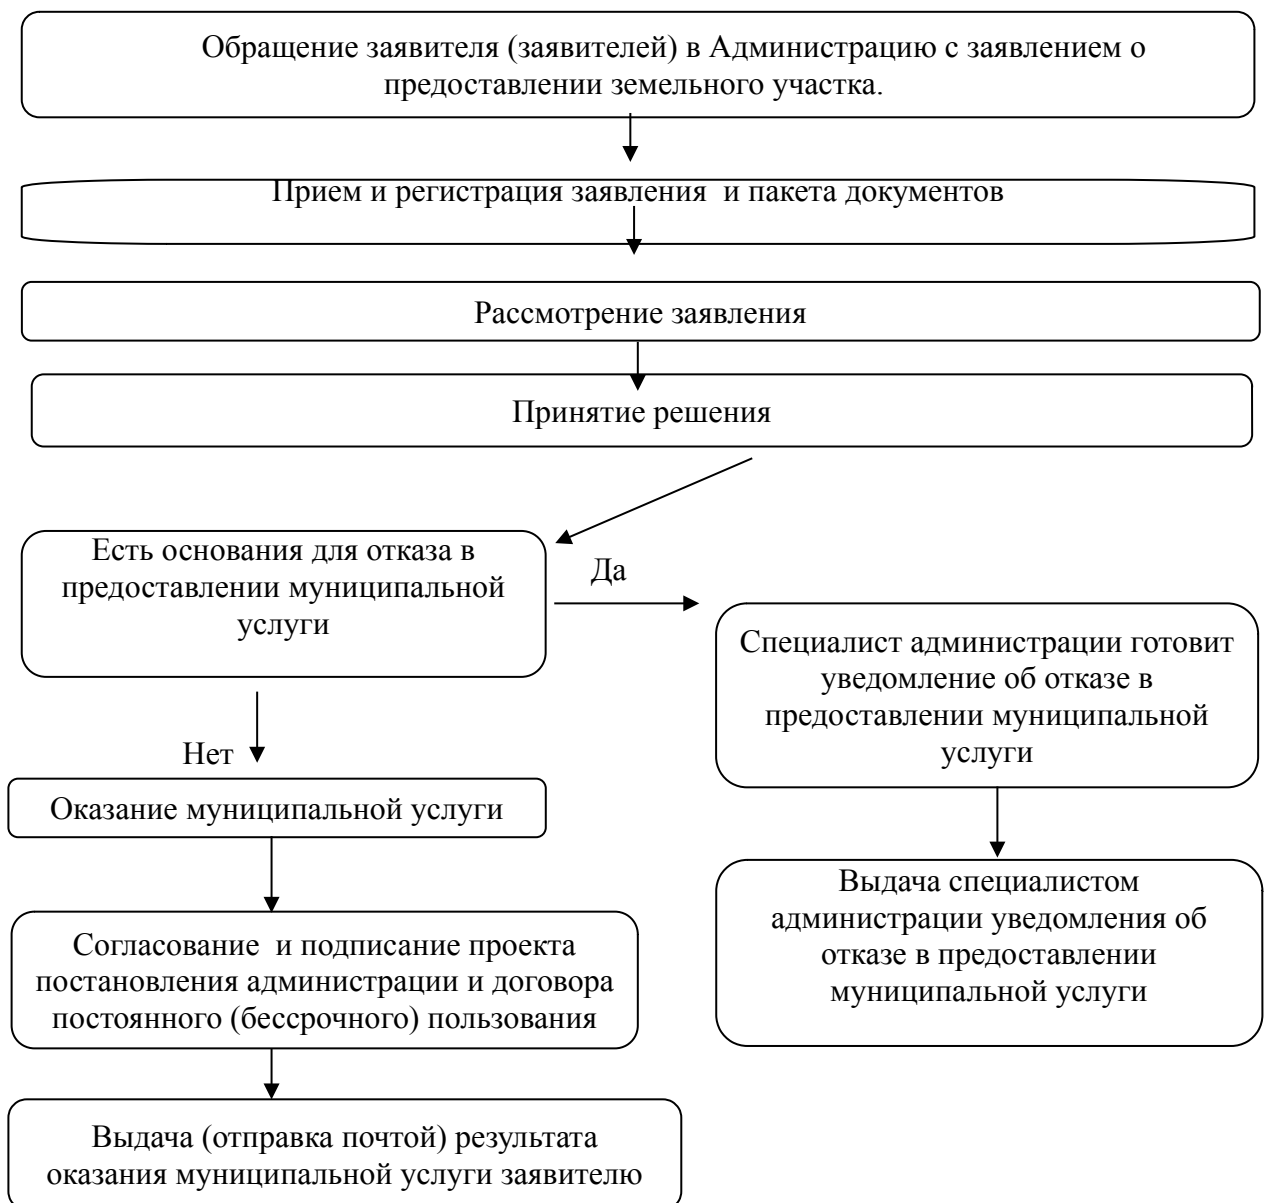 Обращение заявителя (заявителей) в Администрацию с заявлением о
предоставлении земельного участка.
Прием и регистрация заявления  и пакета документов
Рассмотрение заявления
Принятие решения
Есть основания для отказа в
предоставлении муниципальной
услуги
Да
Специалист администрации готовит
уведомление об отказе в
предоставлении муниципальной
услуги
Нет
Оказание муниципальной услуги
Выдача специалистом
администрации уведомления об
отказе в предоставлении
муниципальной услуги
Согласование  и подписание проекта
постановления администрации и договора
постоянного (бессрочного) пользования
Выдача (отправка почтой) результата
оказания муниципальной услуги заявителю